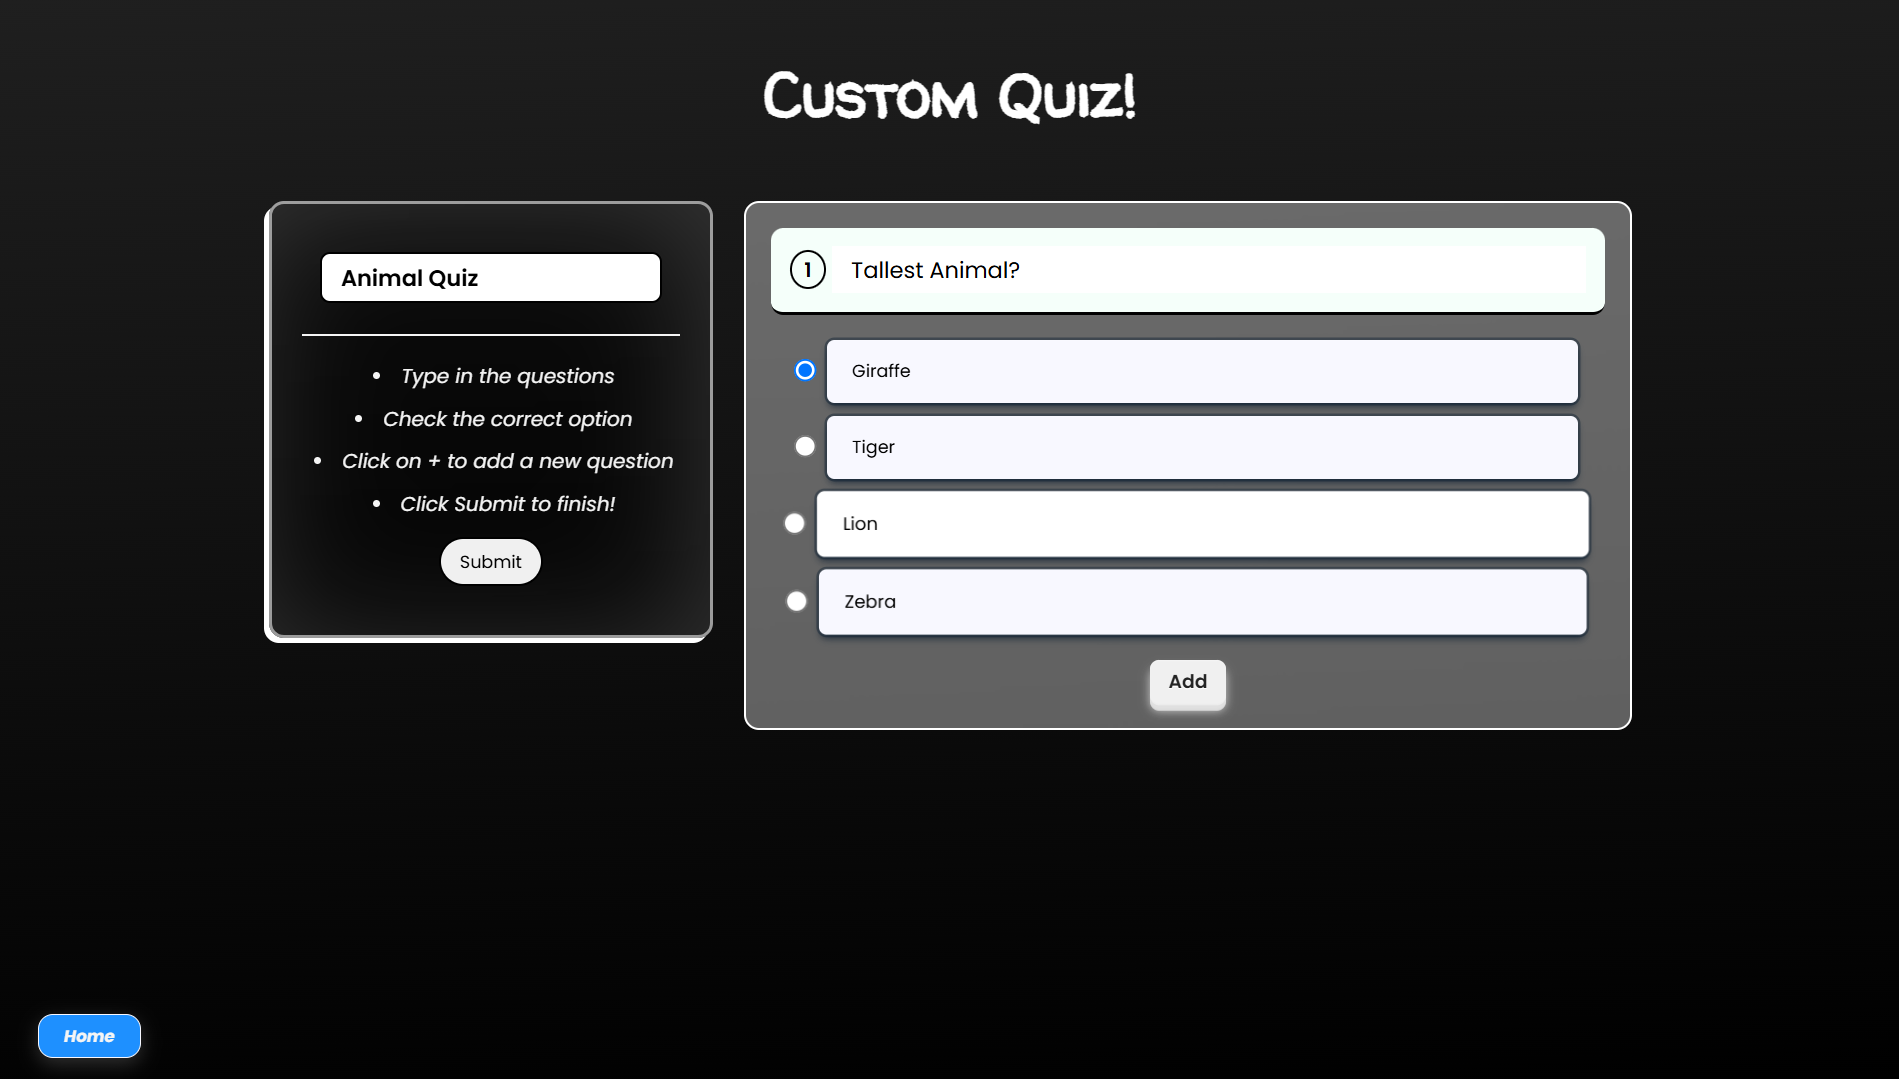 Custom Quiz!
Animal Quiz
• Type in the questions
• Check the correct option
• Click on + to add a new question
• Click Submit to finish!
Submit
1 Tallest Animal?
Giraffe
Tiger
Lion
Zebra
Add
Home